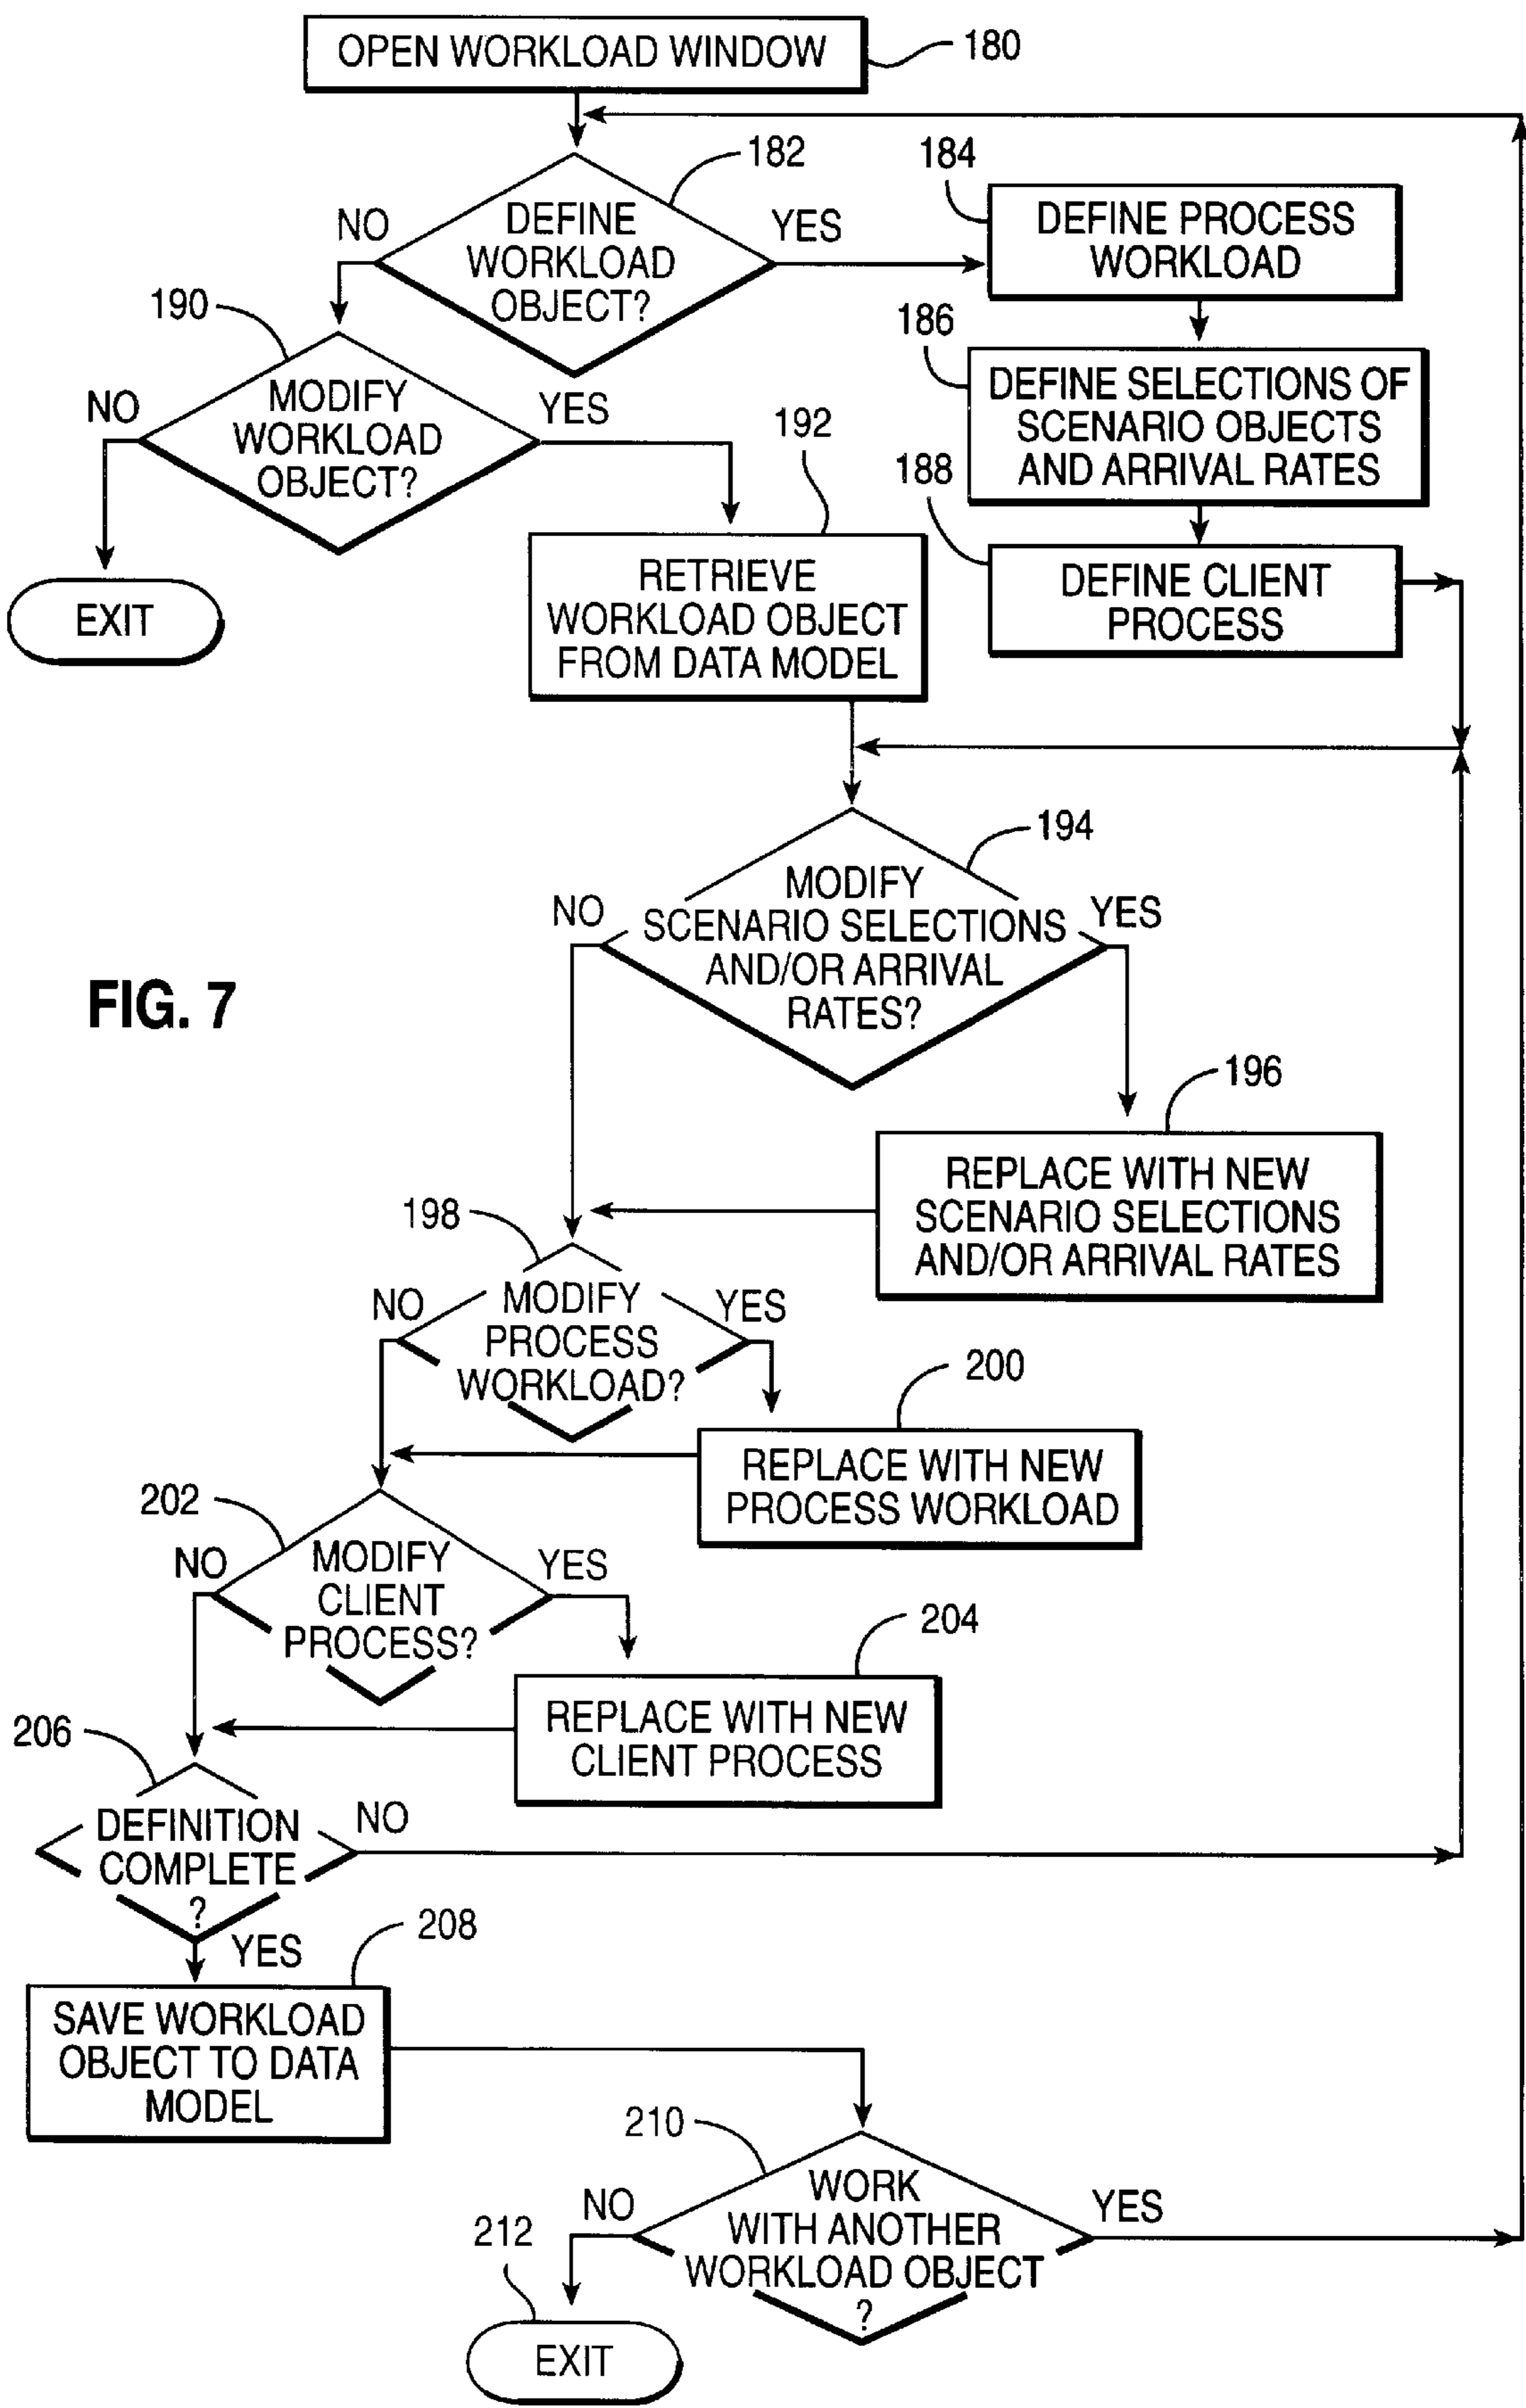 OPEN WORKLOAD WINDOW
180
182
DEFINE
WORKLOAD
OBJECT?
NO
YES
184
DEFINE PROCESS
WORKLOAD
186
DEFINE SELECTIONS OF
SCENARIO OBJECTS
AND ARRIVAL RATES
188
DEFINE CLIENT
PROCESS
190
MODIFY
WORKLOAD
OBJECT?
NO
YES
EXIT
192
RETRIEVE
WORKLOAD OBJECT
FROM DATA MODEL
194
MODIFY
SCENARIO SELECTIONS
AND/OR ARRIVAL
RATES?
NO
YES
FIG. 7
196
REPLACE WITH NEW
SCENARIO SELECTIONS
AND/OR ARRIVAL RATES
198
MODIFY
PROCESS
WORKLOAD?
NO
YES
200
REPLACE WITH NEW
PROCESS WORKLOAD
202
MODIFY
CLIENT
PROCESS?
NO
YES
204
REPLACE WITH NEW
CLIENT PROCESS
206
DEFINITION
COMPLETE
?
NO
YES
208
SAVE WORKLOAD
OBJECT TO DATA
MODEL
210
WORK
WITH ANOTHER
WORKLOAD OBJECT
?
NO
YES
212
EXIT